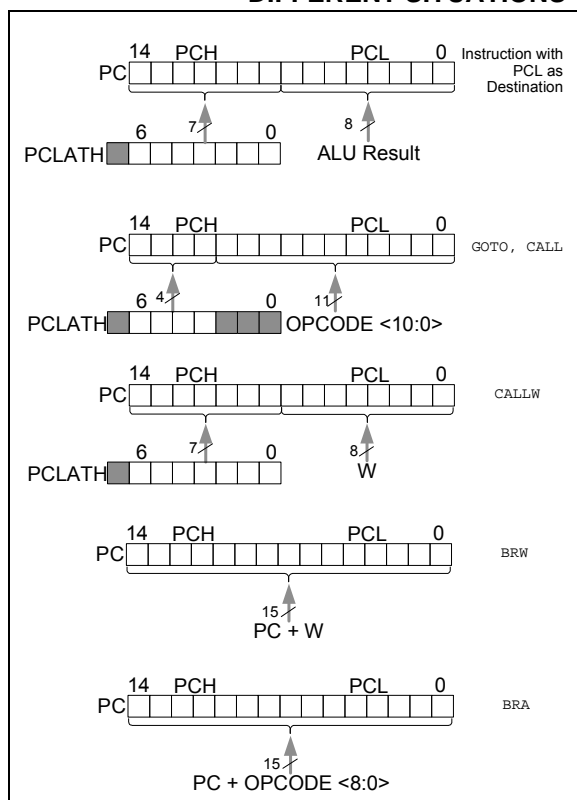 DIFFERENT SITUATIONS
14 PCH PCL 0
PC
Instruction with
PCL as
Destination
7
8
6 0
PCLATH
ALU Result
14 PCH PCL 0
PC
GOTO, CALL
4
11
6 0
PCLATH
OPCODE <10:0>
14 PCH PCL 0
PC
CALLW
7
8
6 0
PCLATH
W
14 PCH PCL 0
PC
BRW
15
PC + W
14 PCH PCL 0
PC
BRA
15
PC + OPCODE <8:0>